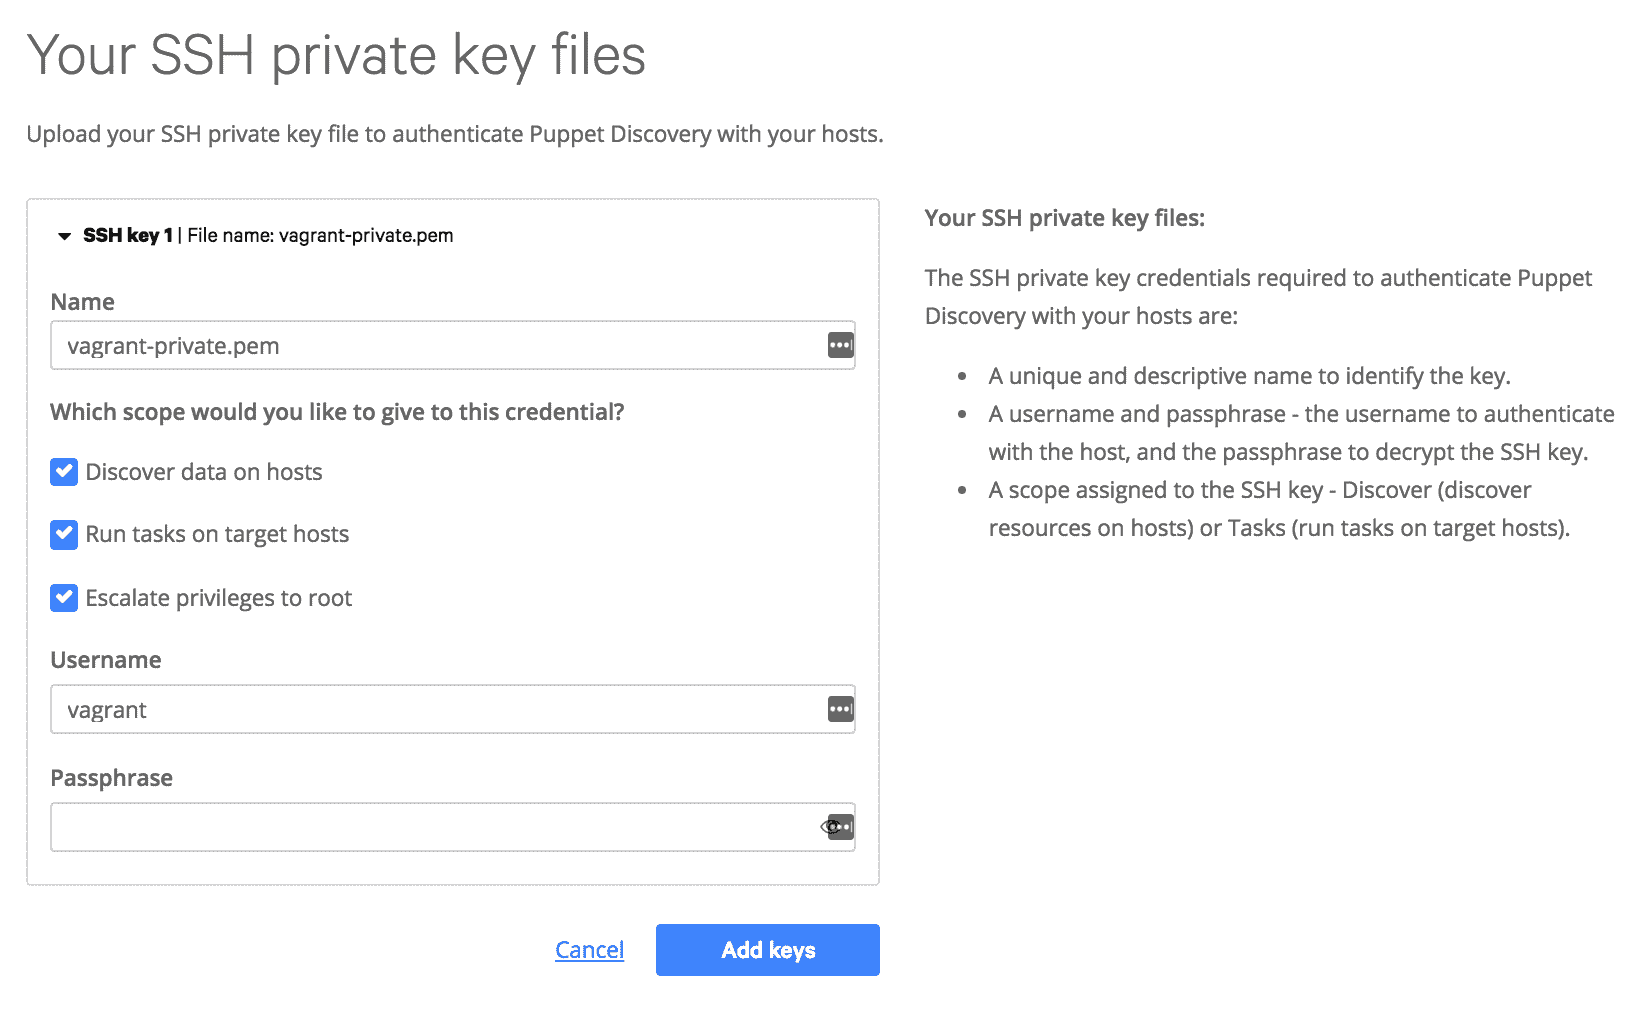 Your SSH private key files
Upload your SSH private key file to authenticate Puppet Discovery with your hosts.
SSH key 1 | File name: vagrant-private.pem
Name
vagrant-private.pem
Which scope would you like to give to this credential?
Discover data on hosts
Run tasks on target hosts
Escalate privileges to root
Username
vagrant
Passphrase
Cancel
Add keys
Your SSH private key files:
The SSH private key credentials required to authenticate Puppet
Discovery with your hosts are:
• A unique and descriptive name to identify the key.
• A username and passphrase - the username to authenticate
with the host, and the passphrase to decrypt the SSH key.
• A scope assigned to the SSH key - Discover (discover
resources on hosts) or Tasks (run tasks on target hosts).